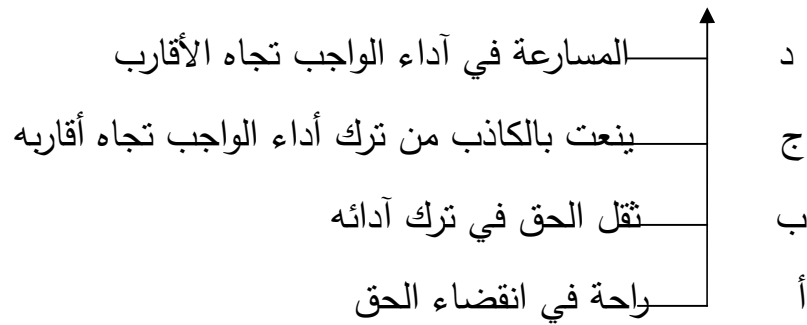 د المسارعة في آداء الواجب تجاه الأقارب
ج ينعت بالكاذب من ترك أداء الواجب تجاه أقاربه
ب ثقل الحق في ترك آدائه
أ راحة في انقضاء الحق